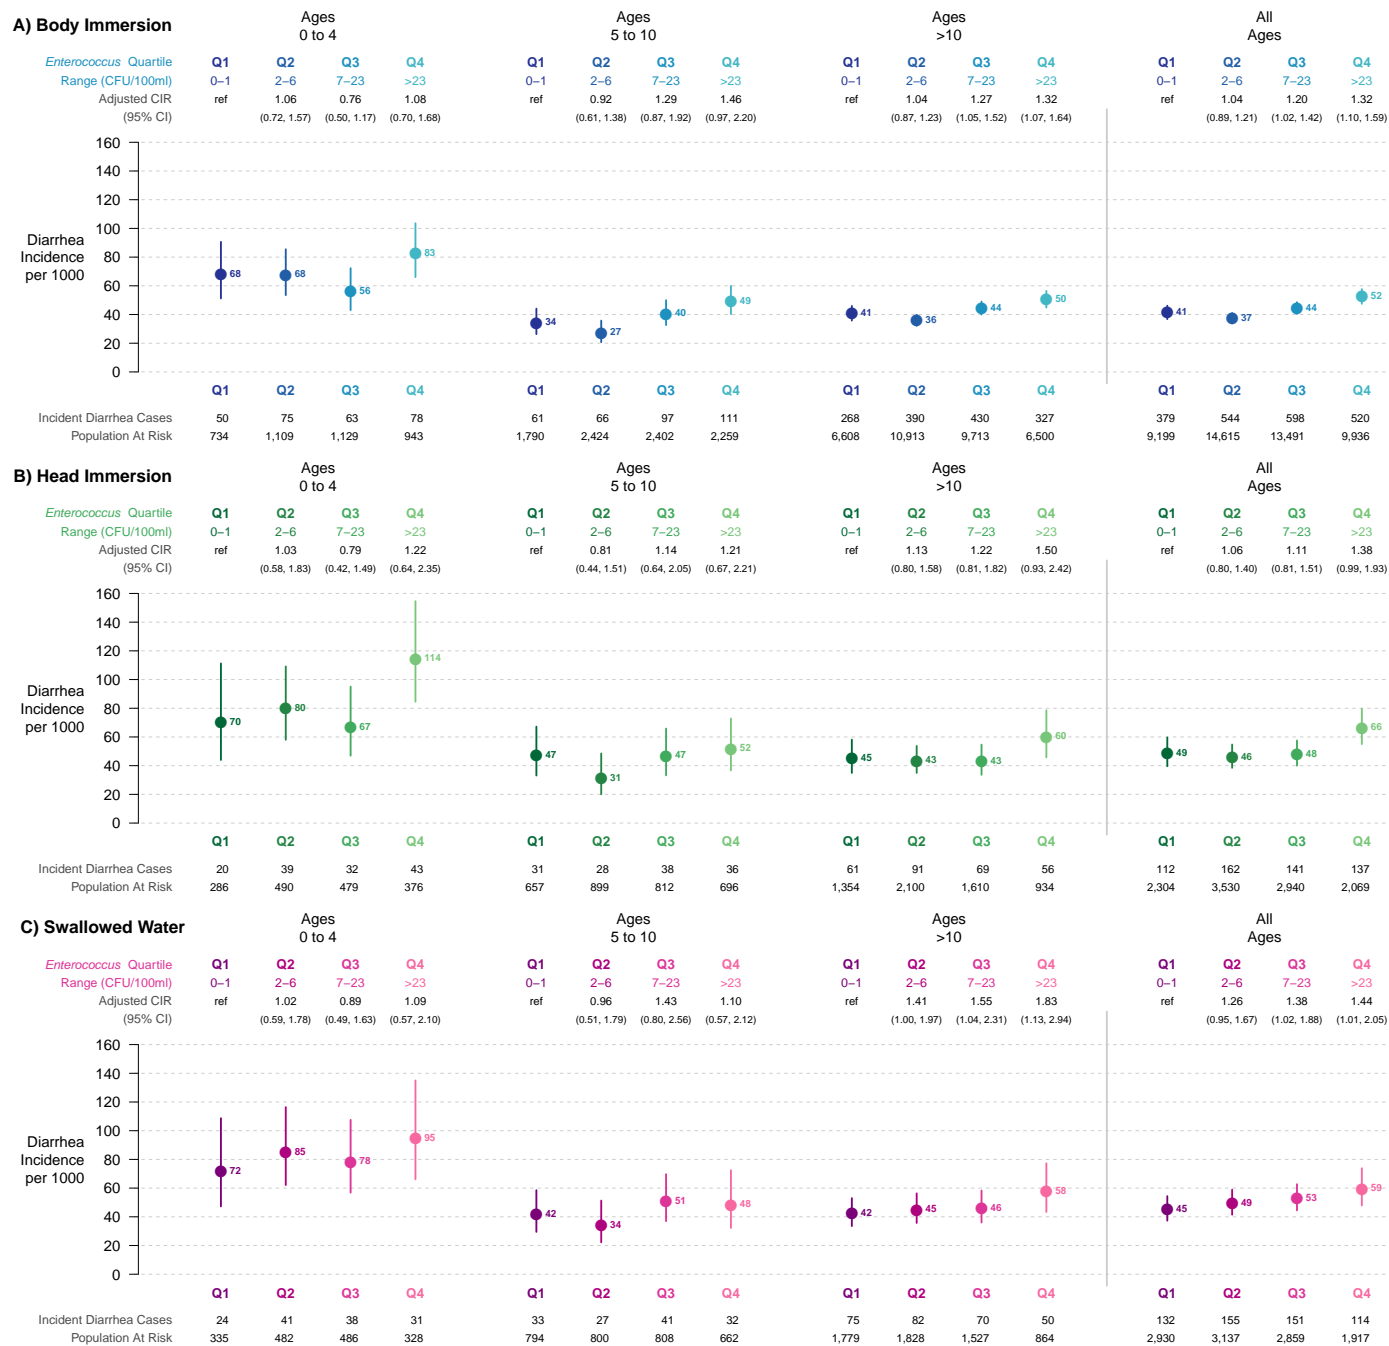 A) Body Immersion
Ages 0 to 4
Ages 5 to 10
Ages >10
All Ages
Enterococcus Quartile Q1 Q2 Q3 Q4 Q1 Q2 Q3 Q4 Q1 Q2 Q3 Q4 Q1 Q2 Q3 Q4
Range (CFU/100ml) 0–1 2–6 7–23 >23 0–1 2–6 7–23 >23 0–1 2–6 7–23 >23 0–1 2–6 7–23 >23
Adjusted CIR ref 1.06 0.76 1.08 ref 0.92 1.29 1.46 ref 1.04 1.27 1.32 ref 1.04 1.20 1.32
(95% CI) (0.72, 1.57) (0.50, 1.17) (0.70, 1.68) (0.61, 1.38) (0.87, 1.92) (0.97, 2.20) (0.87, 1.23) (1.05, 1.52) (1.07, 1.64) (0.89, 1.21) (1.02, 1.42) (1.10, 1.59)
160
140
120
100
80
60
40
20
0
Diarrhea
Incidence
per 1000
68 68 56 83 34 27 40 49 41 36 44 50 41 37 44 52
Q1 Q2 Q3 Q4 Q1 Q2 Q3 Q4 Q1 Q2 Q3 Q4 Q1 Q2 Q3 Q4
Incident Diarrhea Cases 50 75 63 78 61 66 97 111 268 390 430 327 379 544 598 520
Population At Risk 734 1,109 1,129 943 1,790 2,424 2,402 2,259 6,608 10,913 9,713 6,500 9,199 14,615 13,491 9,936
B) Head Immersion
Ages 0 to 4
Ages 5 to 10
Ages >10
All Ages
Enterococcus Quartile Q1 Q2 Q3 Q4 Q1 Q2 Q3 Q4 Q1 Q2 Q3 Q4 Q1 Q2 Q3 Q4
Range (CFU/100ml) 0–1 2–6 7–23 >23 0–1 2–6 7–23 >23 0–1 2–6 7–23 >23 0–1 2–6 7–23 >23
Adjusted CIR ref 1.03 0.79 1.22 ref 0.81 1.14 1.21 ref 1.13 1.22 1.50 ref 1.06 1.11 1.38
(95% CI) (0.58, 1.83) (0.42, 1.49) (0.64, 2.35) (0.44, 1.51) (0.64, 2.05) (0.67, 2.21) (0.80, 1.58) (0.81, 1.82) (0.93, 2.42) (0.80, 1.40) (0.81, 1.51) (0.99, 1.93)
160
140
120
100
80
60
40
20
0
Diarrhea
Incidence
per 1000
70 80 67 114 47 31 47 52 45 43 43 60 49 46 48 66
Q1 Q2 Q3 Q4 Q1 Q2 Q3 Q4 Q1 Q2 Q3 Q4 Q1 Q2 Q3 Q4
Incident Diarrhea Cases 20 39 32 43 31 28 38 36 61 91 69 56 112 162 141 137
Population At Risk 286 490 479 376 657 899 812 696 1,354 2,100 1,610 934 2,304 3,530 2,940 2,069
C) Swallowed Water
Ages 0 to 4
Ages 5 to 10
Ages >10
All Ages
Enterococcus Quartile Q1 Q2 Q3 Q4 Q1 Q2 Q3 Q4 Q1 Q2 Q3 Q4 Q1 Q2 Q3 Q4
Range (CFU/100ml) 0–1 2–6 7–23 >23 0–1 2–6 7–23 >23 0–1 2–6 7–23 >23 0–1 2–6 7–23 >23
Adjusted CIR ref 1.02 0.89 1.09 ref 0.96 1.43 1.10 ref 1.41 1.55 1.83 ref 1.26 1.38 1.44
(95% CI) (0.59, 1.78) (0.49, 1.63) (0.57, 2.10) (0.51, 1.79) (0.80, 2.56) (0.57, 2.12) (1.00, 1.97) (1.04, 2.31) (1.13, 2.94) (0.95, 1.67) (1.02, 1.88) (1.01, 2.05)
160
140
120
100
80
60
40
20
0
Diarrhea
Incidence
per 1000
72 85 78 95 42 34 51 48 42 45 46 58 45 49 53 59
Q1 Q2 Q3 Q4 Q1 Q2 Q3 Q4 Q1 Q2 Q3 Q4 Q1 Q2 Q3 Q4
Incident Diarrhea Cases 24 41 38 31 33 27 41 32 75 82 70 50 132 155 151 114
Population At Risk 335 482 486 328 794 800 808 662 1,779 1,828 1,527 864 2,930 3,137 2,859 1,917